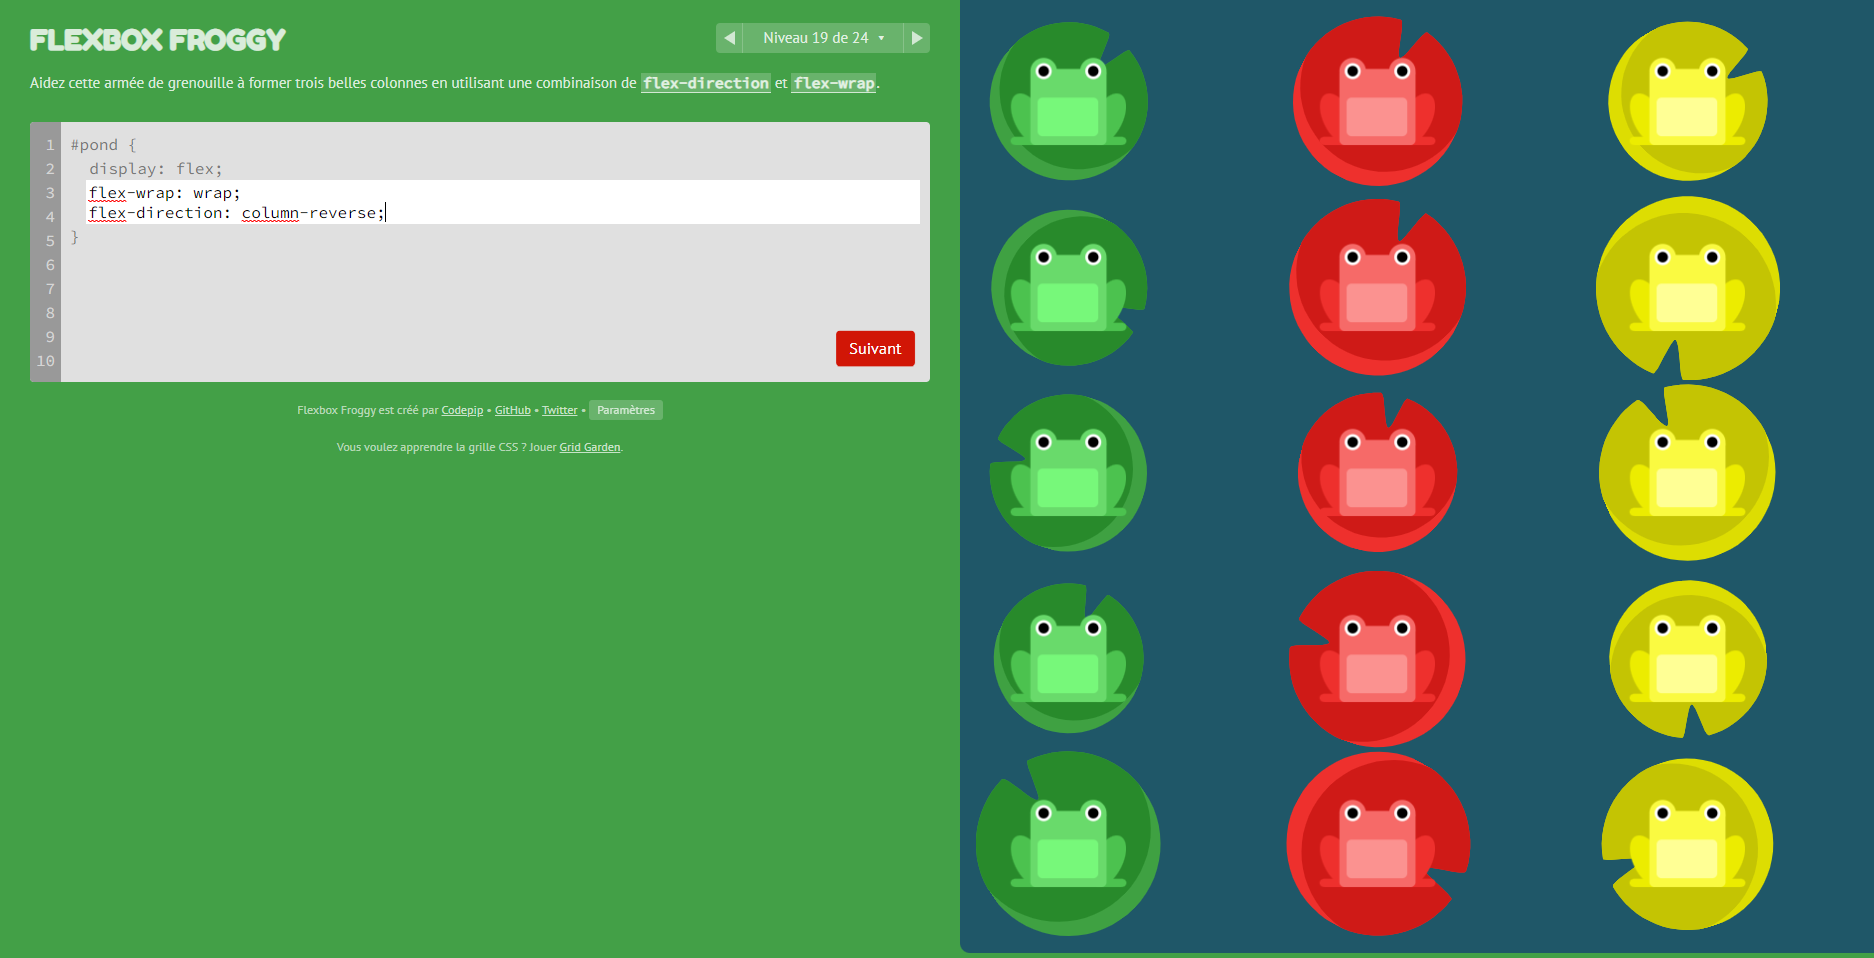 FLEXBOX FROGGY
Niveau 19 de 24
Aidez cette armée de grenouille à former trois belles colonnes en utilisant une combinaison de flex-direction et flex-wrap.
1 #pond {
2 display: flex;
3 flex-wrap: wrap;
4 flex-direction: column-reverse;
5 }
6
7
8
9
10
Suivant
Flexbox Froggy est créé par Codepip • GitHub • Twitter • Paramètres
Vous voulez apprendre la grille CSS ? Jouer Grid Garden.